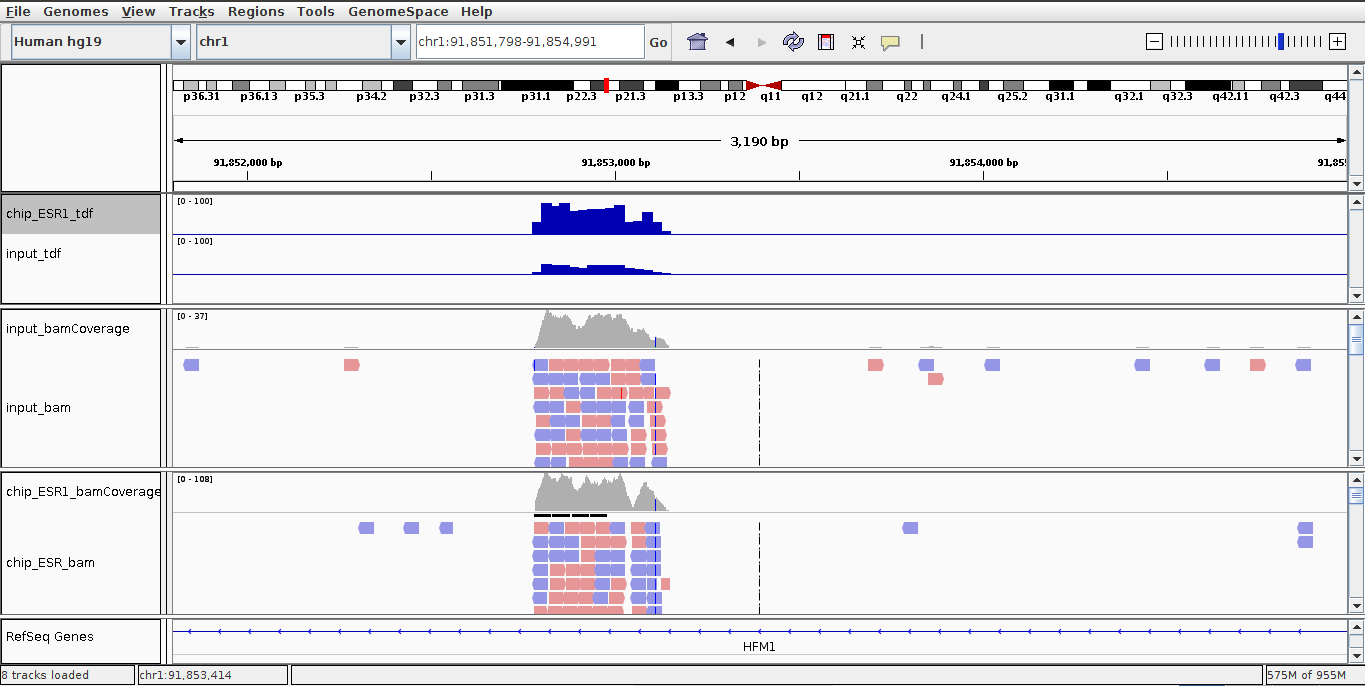 File Genomes View Tracks Regions Tools GenomeSpace Help
Human hg19 chr1 chr1:91,851,798-91,854,991 Go
p36.31 p36.13 p35.3 p34.2 p32.3 p31.3 p31.1 p22.3 p21.3 p13.3 p12 q11 q12 q21.1 q22 q24.1 q25.2 q31.1 q32.1 q32.3 q42.11 q42.3 q44
3,190 bp
91,852,000 bp 91,853,000 bp 91,854,000 bp 91,855
[0 - 100]
chip_ESR1_tdf
[0 - 100]
input_tdf
[0 - 37]
input_bamCoverage
input_bam
[0 - 108]
chip_ESR1_bamCoverage
chip_ESR_bam
RefSeq Genes
HFM1
8 tracks loaded chr1:91,853,414 575M of 955M